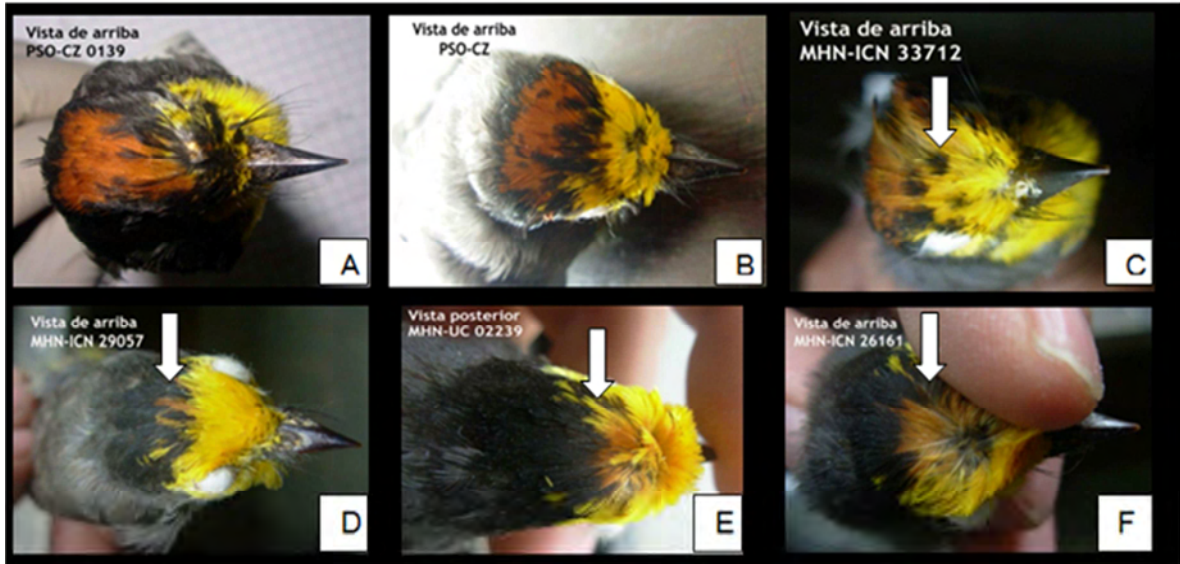 Vista de arriba
PSO-CZ 0139
A
Vista de arriba
PSO-CZ
B
Vista de arriba
MHN-ICN 33712
C
Vista de arriba
MHN-ICN 29057
D
Vista posterior
MHN-UC 02239
E
Vista de arriba
MHN-ICN 26161
F